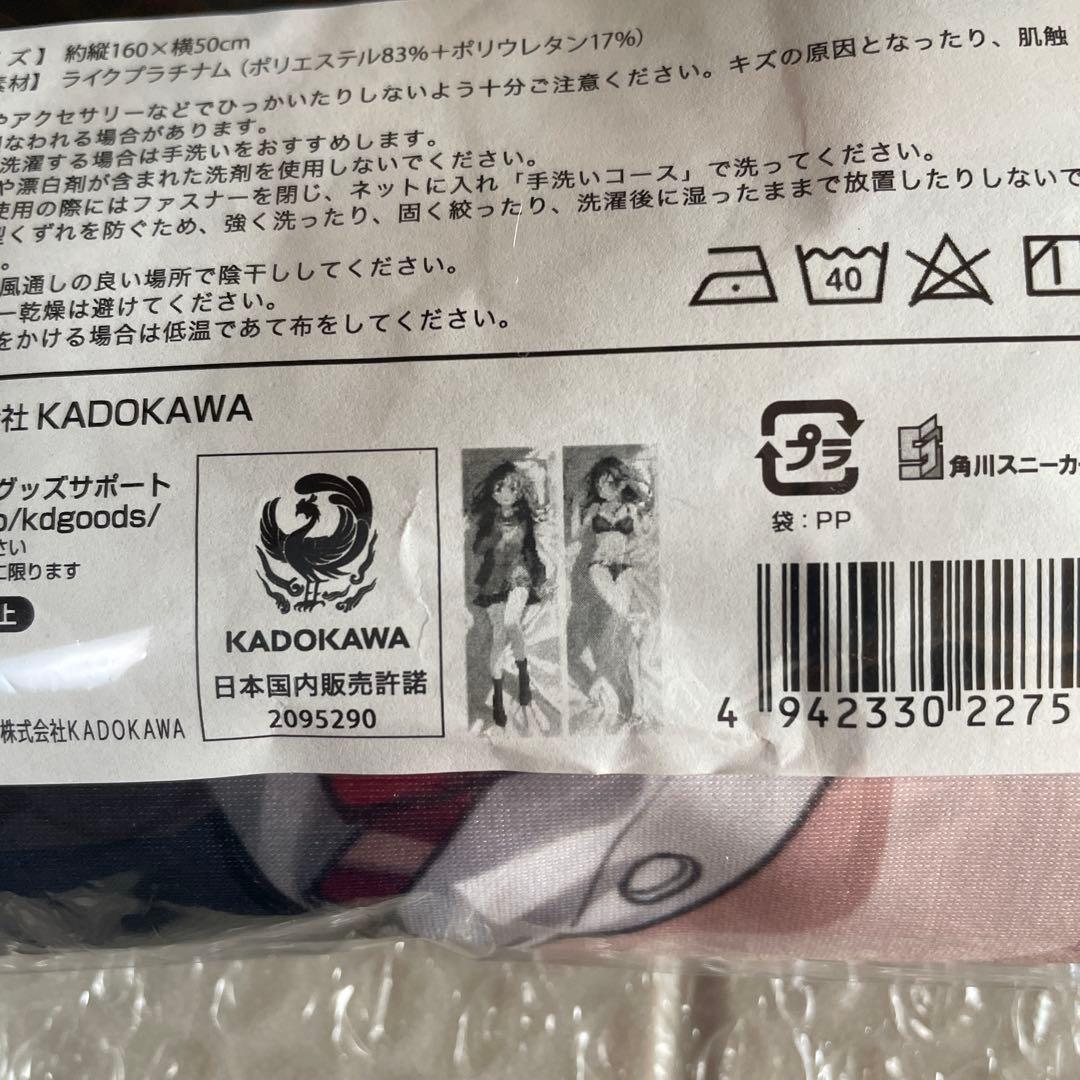 ズ】 約縦160×横50cm
素材】 ライクプラチナム（ポリエステル83%＋ポリウレタン17%）
やアクセサリーなどでひっかいたりしないよう十分ご注意ください。キズの原因となったり、肌触
なわれる場合があります。
洗濯する場合は手洗いをおすすめします。
や漂白剤が含まれた洗剤を使用しないでください。
使用の際にはファスナーを閉じ、ネットに入れ「手洗いコース」で洗ってください。
型くずれを防ぐため、強く洗ったり、固く絞ったり、洗濯後に湿ったままで放置したりしないで
。
風通しの良い場所で陰干ししてください。
ー乾燥は避けてください。
をかける場合は低温であて布をしてください。
40
社 KADOKAWA
グッズサポート
/kdgoods/
さい
に限ります
上
株式会社KADOKAWA
KADOKAWA
日本国内販売許諾
2095290
プラ
袋：PP
角川スニーカー
4 942330 2275